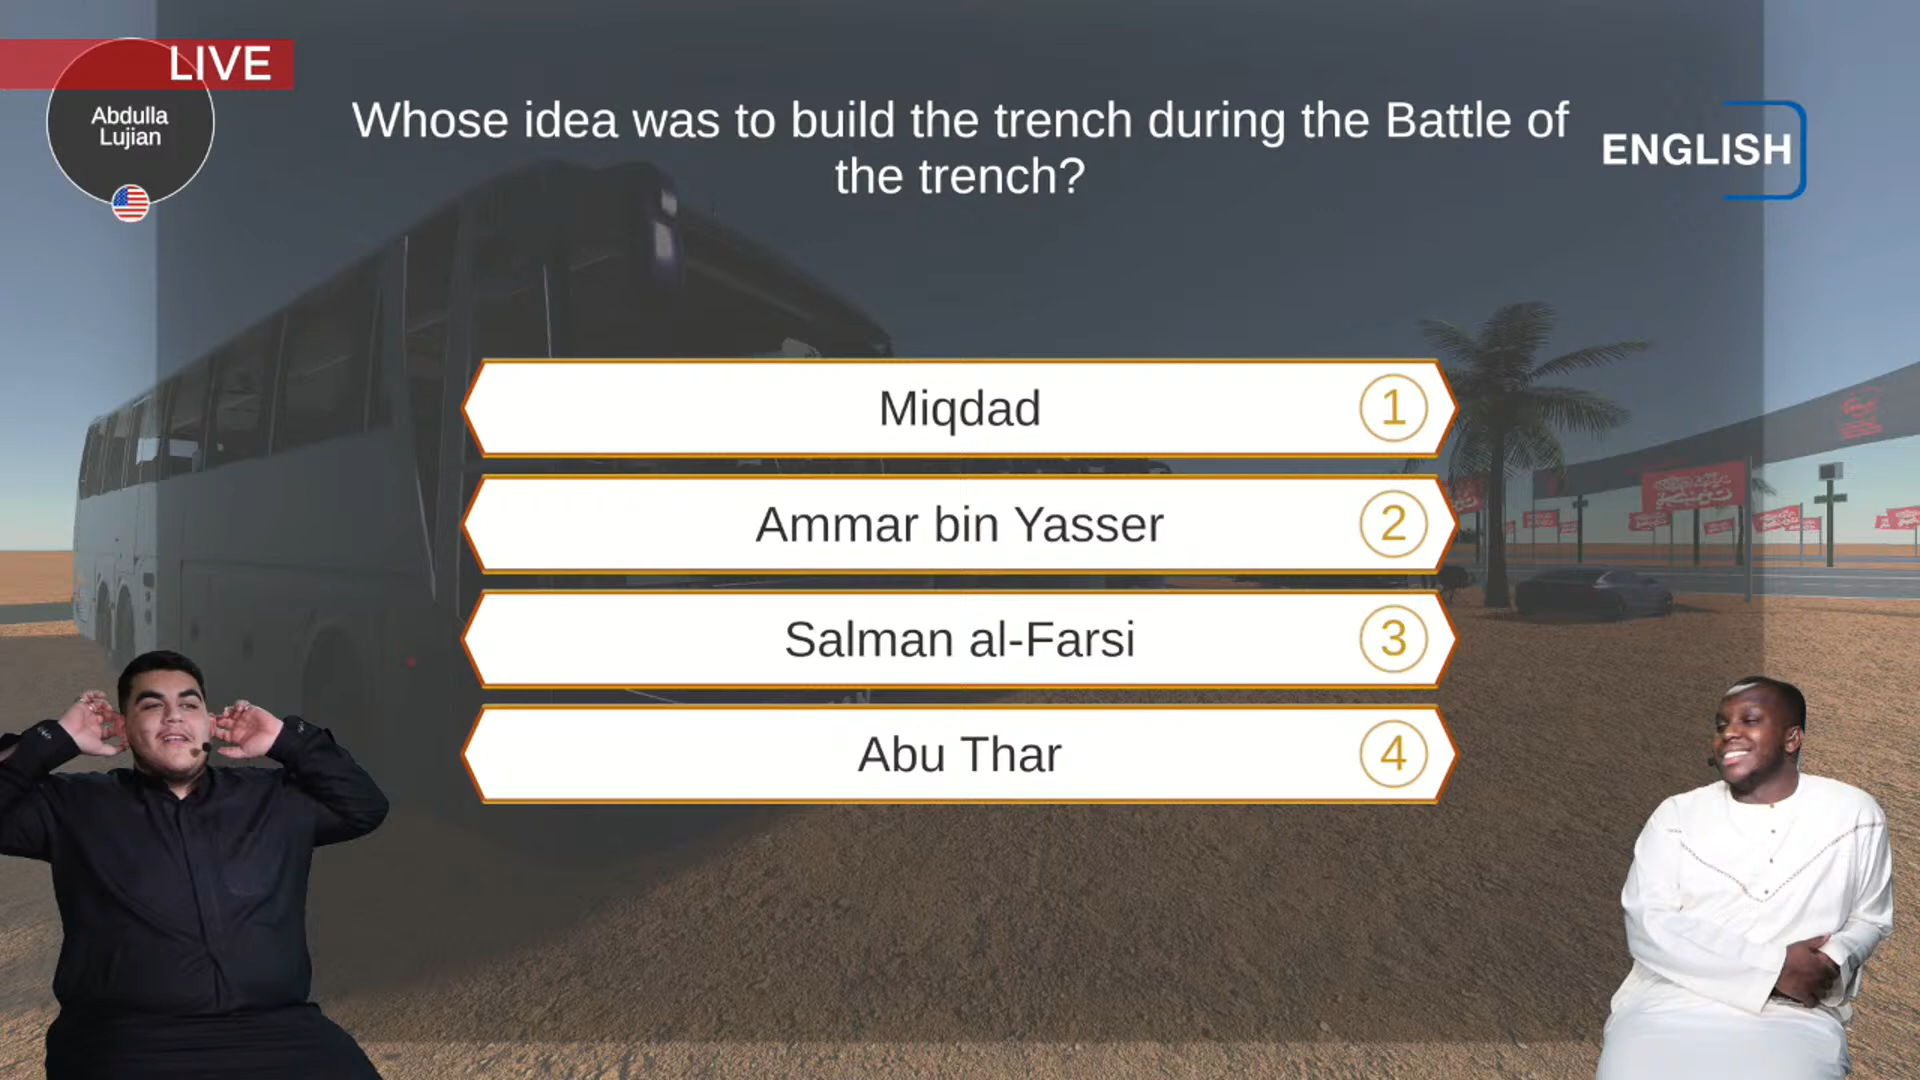 LIVE
Abdulla
Lujian
Whose idea was to build the trench during the Battle of
the trench?
ENGLISH
Miqdad 1
Ammar bin Yasser 2
Salman al-Farsi 3
Abu Thar 4